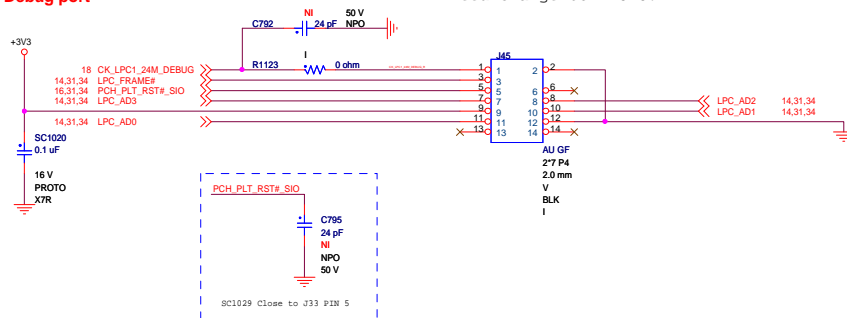 Debug port
NI
50 V
C792
24 pF
NPO
+3V3
I
R1123
0 ohm
J45
18 CK_LPC1_24M_DEBUG
14,31,34 LPC_FRAME#
16,31,34 PCH_PLT_RST#_SIO
14,31,34 LPC_AD3
14,31,34 LPC_AD0
1 1 2 2
3 3
5 5 6 6
7 7 8 8
9 9 10 10
11 11 12 12
13 13 14 14
LPC_AD2 14,31,34
LPC_AD1 14,31,34
SC1020
0.1 uF
16 V
PROTO
X7R
AU GF
2*7 P4
2.0 mm
V
BLK
I
PCH_PLT_RST#_SIO
C795
24 pF
NI
NPO
50 V
SC1029 Close to J33 PIN 5